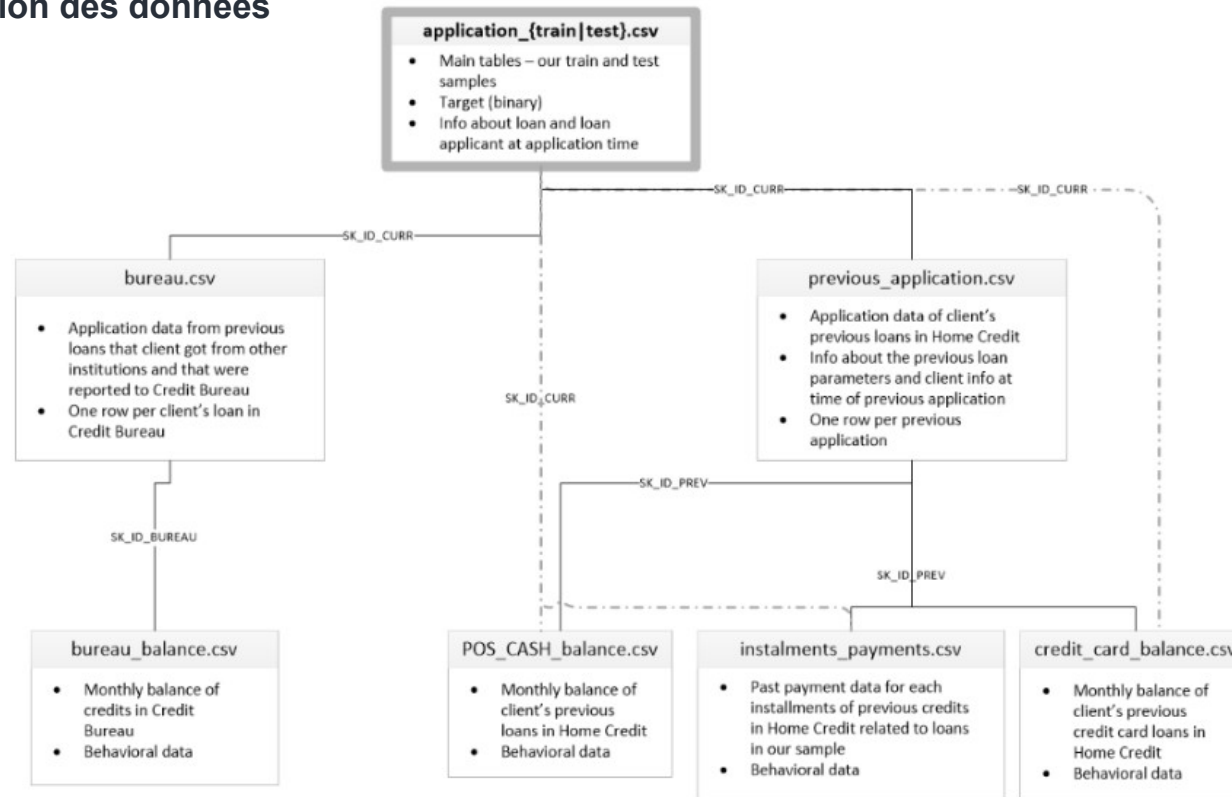 ion des données
application_{train|test}.csv
• Main tables – our train and test
samples
• Target (binary)
• Info about loan and loan
applicant at application time
SK_ID_CURR
SK_ID_CURR
SK_ID_CURR
bureau.csv
• Application data from previous
loans that client got from other
institutions and that were
reported to Credit Bureau
• One row per client's loan in
Credit Bureau
previous_application.csv
• Application data of client's
previous loans in Home Credit
• Info about the previous loan
parameters and client info at
time of previous application
• One row per previous
application
SK_ID_CURR
SK_ID_PREV
SK_ID_BUREAU
SK_ID_PREV
bureau_balance.csv
• Monthly balance of
credits in Credit
Bureau
• Behavioral data
POS_CASH_balance.csv
• Monthly balance of
client's previous
loans in Home Credit
• Behavioral data
instalments_payments.csv
• Past payment data for each
installments of previous credits
in Home Credit related to loans
in our sample
• Behavioral data
credit_card_balance.csv
• Monthly balance of
client's previous
credit card loans in
Home Credit
• Behavioral data